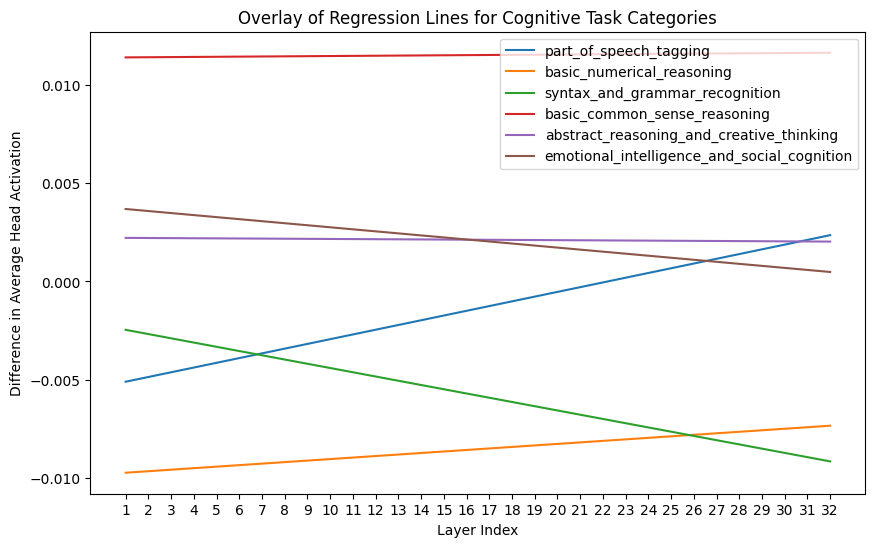 Overlay of Regression Lines for Cognitive Task Categories
part_of_speech_tagging
basic_numerical_reasoning
syntax_and_grammar_recognition
basic_common_sense_reasoning
abstract_reasoning_and_creative_thinking
emotional_intelligence_and_social_cognition
Difference in Average Head Activation
0.010
0.005
0.000
−0.005
−0.010
1 2 3 4 5 6 7 8 9 10 11 12 13 14 15 16 17 18 19 20 21 22 23 24 25 26 27 28 29 30 31 32
Layer Index